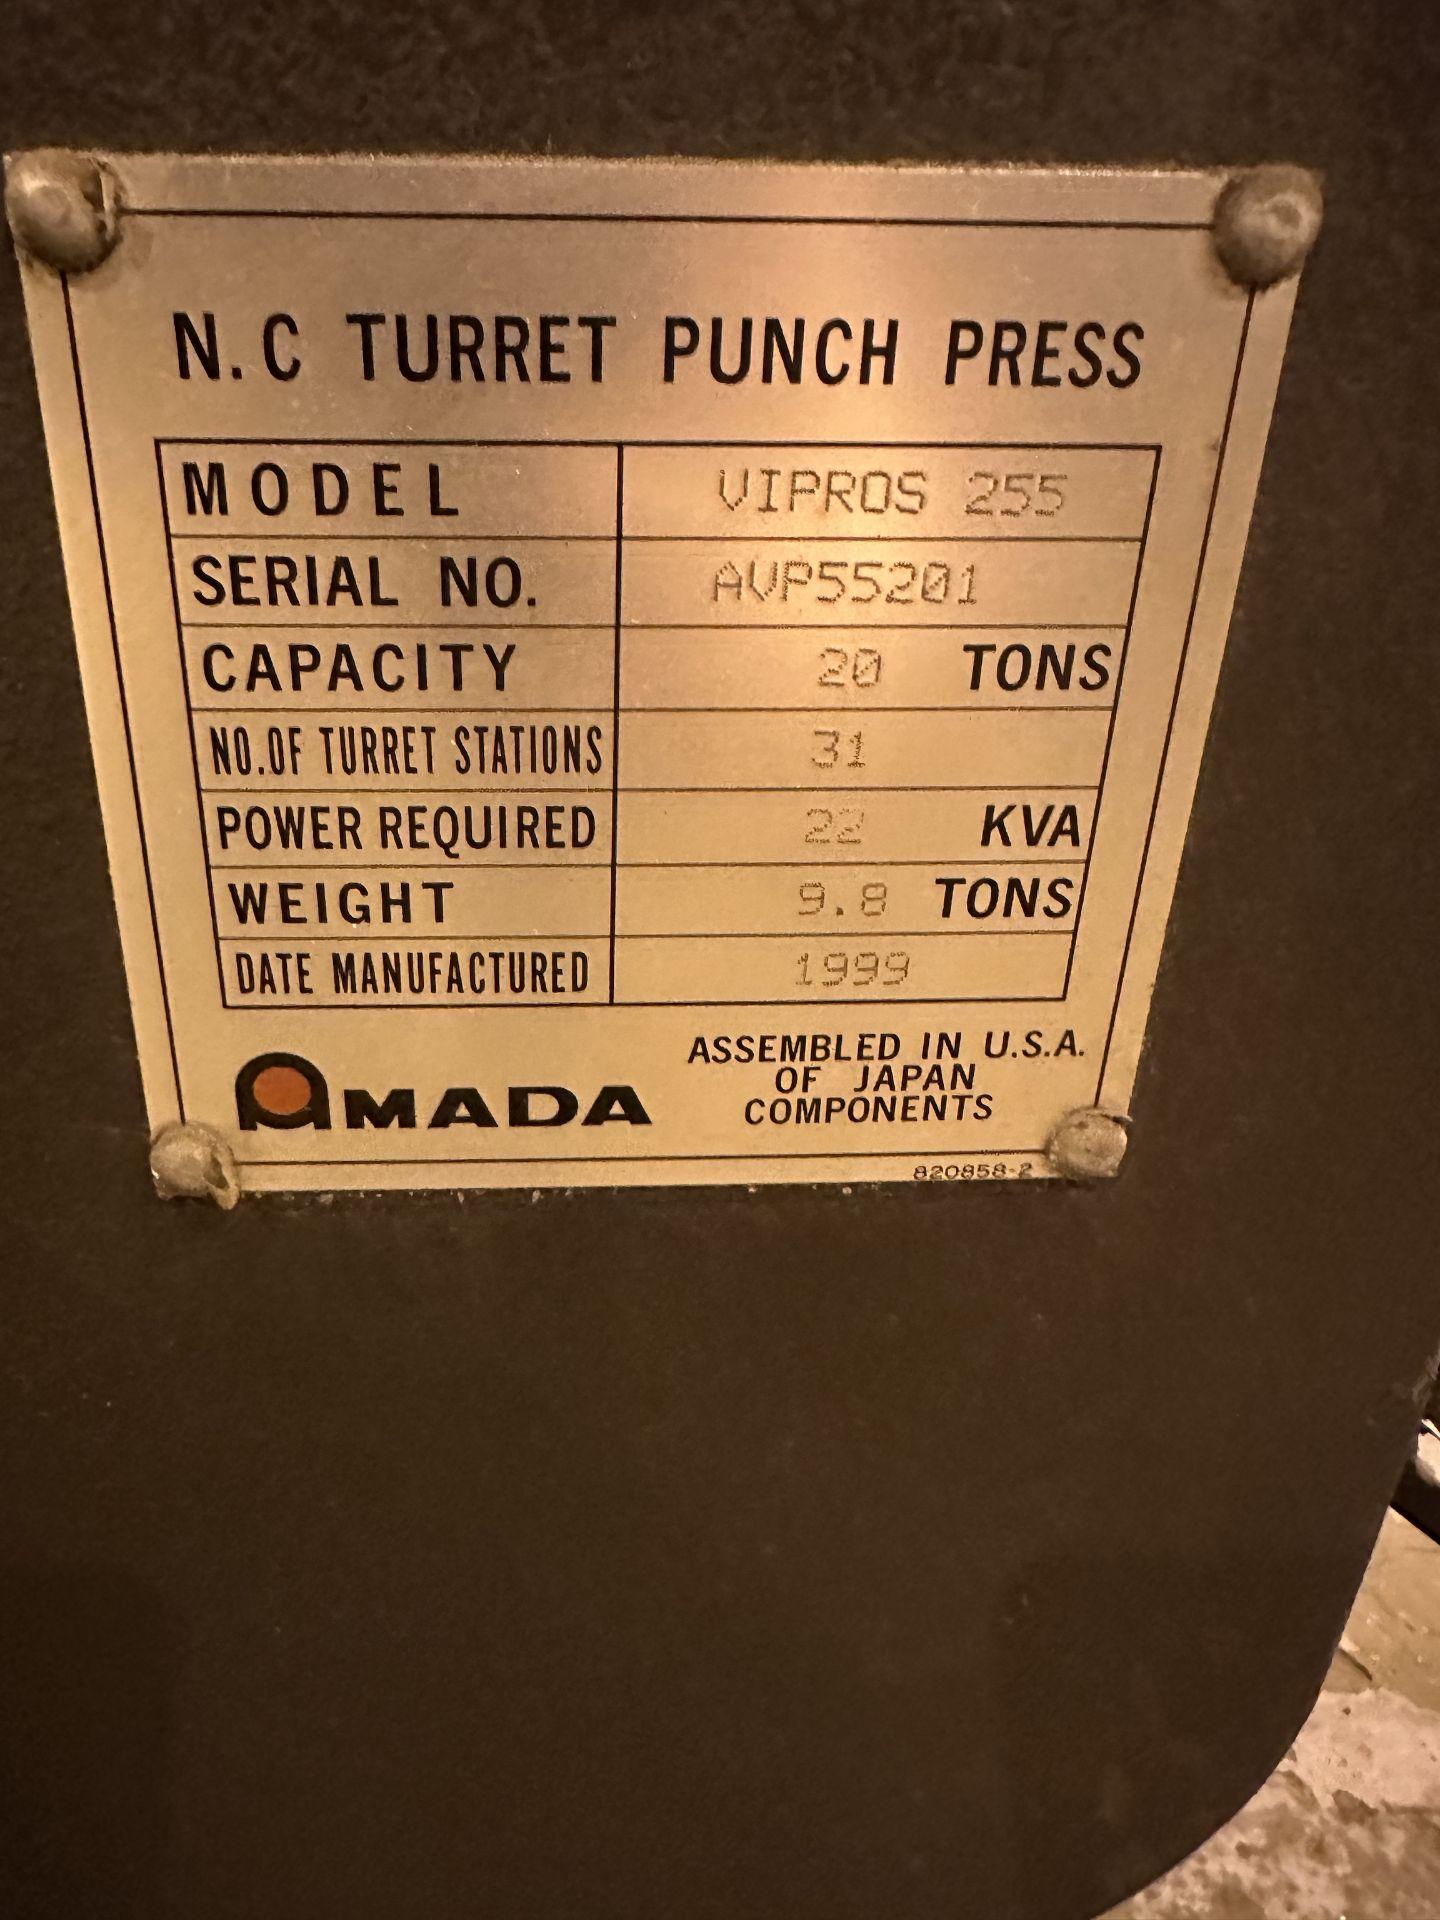 N.C TURRET PUNCH PRESS
MODEL VIPROS 255
SERIAL NO. AVP55201
CAPACITY 20 TONS
NO.OF TURRET STATIONS 31
POWER REQUIRED 22 KVA
WEIGHT 9.8 TONS
DATE MANUFACTURED 1999
AMADA
ASSEMBLED IN U.S.A.
OF JAPAN
COMPONENTS
820858-2